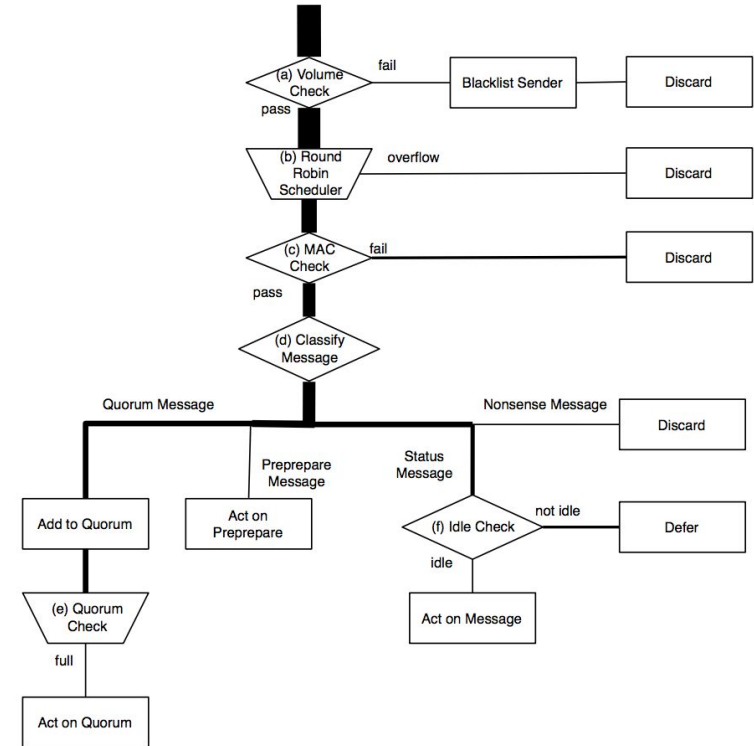 (a) Volume
Check
fail
Blacklist Sender
Discard
pass
(b) Round
Robin
Scheduler
overflow
Discard
(c) MAC
Check
fail
Discard
pass
(d) Classify
Message
Quorum Message
Nonsense Message
Discard
Preprepare
Message
Status
Message
Add to Quorum
Act on
Preprepare
(f) Idle Check
not idle
Defer
idle
(e) Quorum
Check
Act on Message
full
Act on Quorum